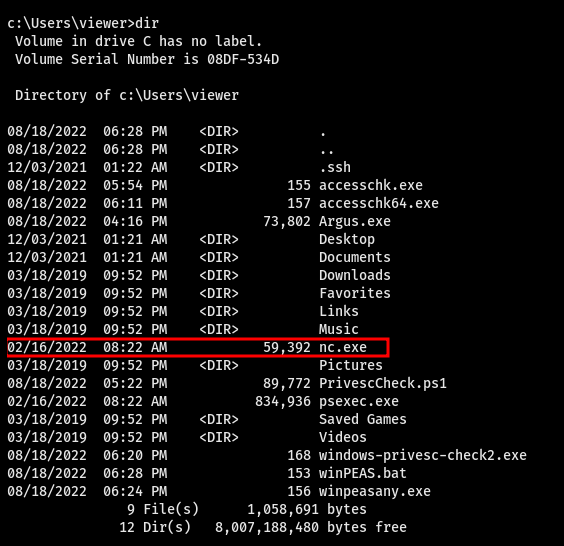 c:\Users\viewer>dir
 Volume in drive C has no label.
 Volume Serial Number is 08DF-534D
 Directory of c:\Users\viewer
08/18/2022  06:28 PM    <DIR>          .
08/18/2022  06:28 PM    <DIR>          ..
12/03/2021  01:22 AM    <DIR>          .ssh
08/18/2022  05:54 PM               155 accesschk.exe
08/18/2022  06:11 PM               157 accesschk64.exe
08/18/2022  04:16 PM            73,802 Argus.exe
12/03/2021  01:21 AM    <DIR>          Desktop
12/03/2021  01:21 AM    <DIR>          Documents
03/18/2019  09:52 PM    <DIR>          Downloads
03/18/2019  09:52 PM    <DIR>          Favorites
03/18/2019  09:52 PM    <DIR>          Links
03/18/2019  09:52 PM    <DIR>          Music
02/16/2022  08:22 AM            59,392 nc.exe
03/18/2019  09:52 PM    <DIR>          Pictures
08/18/2022  05:22 PM            89,772 PrivescCheck.ps1
02/16/2022  08:22 AM           834,936 psexec.exe
03/18/2019  09:52 PM    <DIR>          Saved Games
03/18/2019  09:52 PM    <DIR>          Videos
08/18/2022  06:20 PM               168 windows-privesc-check2.exe
08/18/2022  06:28 PM               153 winPEAS.bat
08/18/2022  06:24 PM               156 winpeasany.exe
               9 File(s)      1,058,691 bytes
              12 Dir(s)   8,007,188,480 bytes free